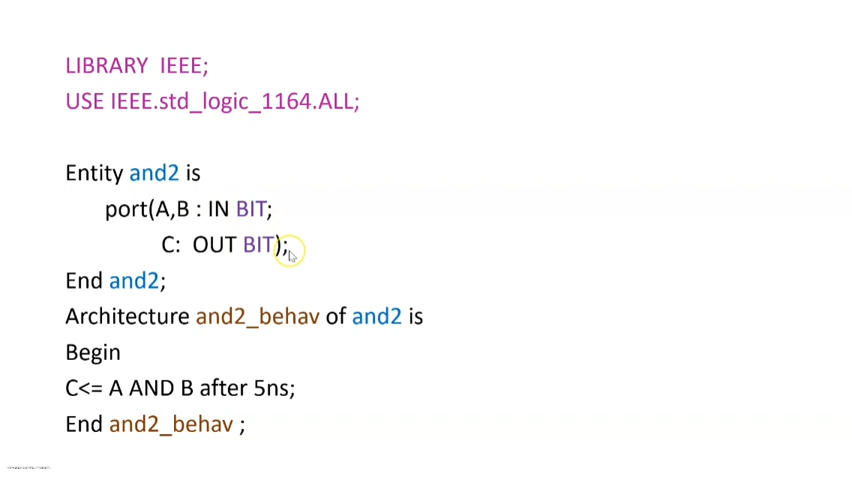 LIBRARY IEEE;
USE IEEE.std_logic_1164.ALL;
Entity and2 is
port(A,B : IN BIT;
C: OUT BIT);
End and2;
Architecture and2_behav of and2 is
Begin
C<= A AND B after 5ns;
End and2_behav ;